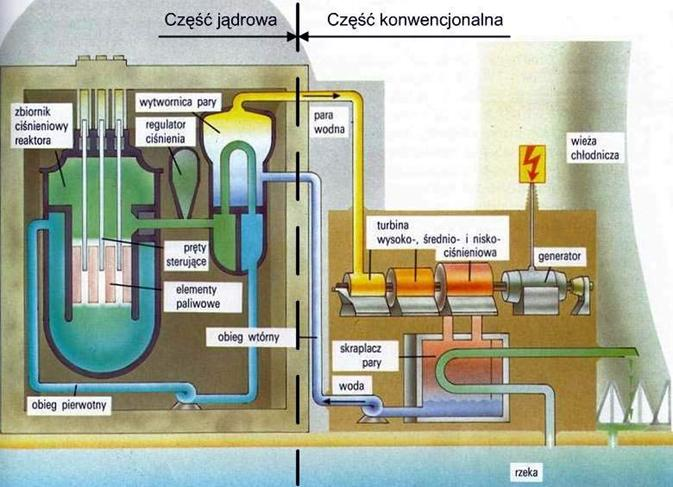 Część jądrowa
Część konwencjonalna
zbiornik
ciśnieniowy
reaktora
wytwornica pary
regulator
ciśnienia
para
wodna
wieża
chłodnicza
turbina
wysoko-, średnio- i nisko-
ciśnieniowa
generator
pręty
sterujące
elementy
paliwowe
obieg wtórny
skraplacz
pary
woda
obieg pierwotny
rzeka